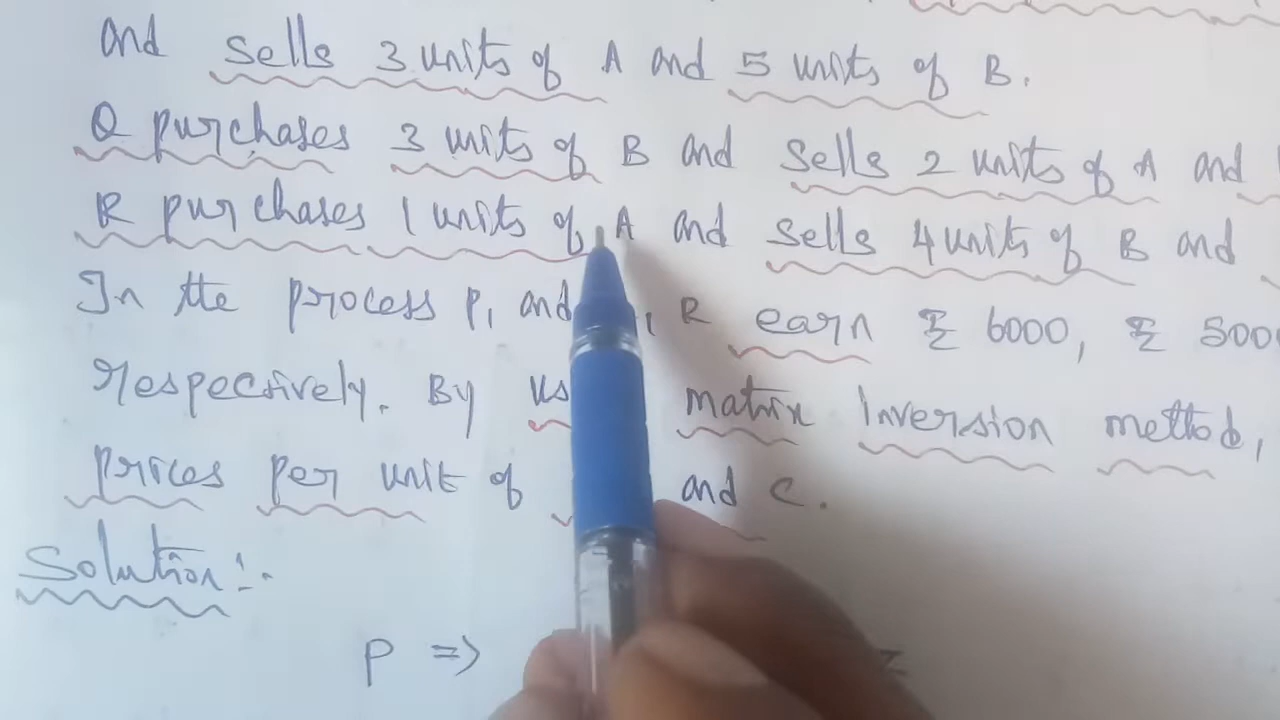 and sells 3 units of A and 5 units of B.
Q purchases 3 units of B and sells 2 units of A and
R purchases 1 units of A and sells 4 units of B and
In the process P, and , R earn ₹ 6000, ₹ 500
respectively. By matrix inversion method,
prices per unit of and C.
Solution:-
P ⇒